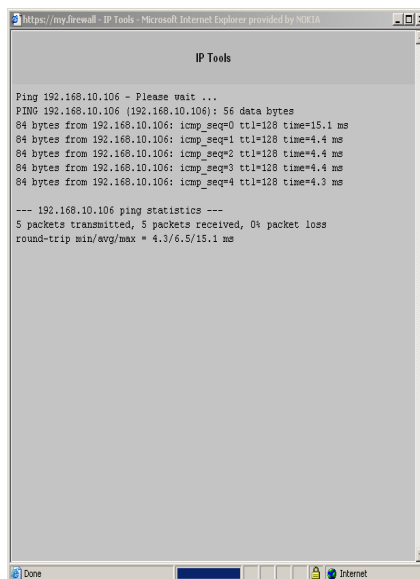 https://my.firewall - IP Tools - Microsoft Internet Explorer provided by NOKIA
IP Tools
Ping 192.168.10.106 - Please wait ...
PING 192.168.10.106 (192.168.10.106): 56 data bytes
84 bytes from 192.168.10.106: icmp_seq=0 ttl=128 time=15.1 ms
84 bytes from 192.168.10.106: icmp_seq=1 ttl=128 time=4.4 ms
84 bytes from 192.168.10.106: icmp_seq=2 ttl=128 time=4.4 ms
84 bytes from 192.168.10.106: icmp_seq=3 ttl=128 time=4.4 ms
84 bytes from 192.168.10.106: icmp_seq=4 ttl=128 time=4.3 ms
--- 192.168.10.106 ping statistics ---
5 packets transmitted, 5 packets received, 0% packet loss
round-trip min/avg/max = 4.3/6.5/15.1 ms
Done
Internet